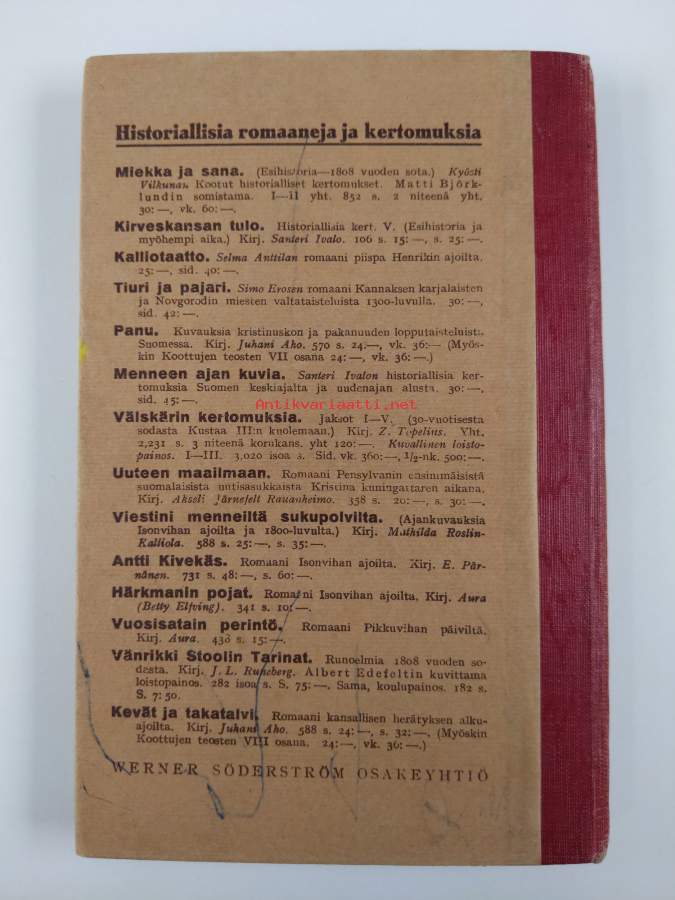 Historiallisia romaaneja ja kertomuksia
Miekka ja sana. (Esihistoria—1808 vuoden sota.) Kyösti
Vilkunan Kootut historialliset kertomukset. Matti Björk-
lundin somistama. I—II yht. 852 s. 2 niteenä yht.
30: —, vk. 60: —.
Kirveskansan tulo. Historiallisia kert. V. (Esihistoria ja
myöhempi aika.) Kirj. Santeri Ivalo. 106 s. 15: —, s. 25: —.
Kalliotaatto. Selma Anttilan romaani piispa Henrikin ajoilta.
25: —, sid. 40: —.
Tiuri ja pajari. Simo Erosen romaani Kannaksen karjalaisten
ja Novgorodin miesten valtataisteluista 1300-luvulla. 30: —,
sid. 42: —.
Panu. Kuvauksia kristinuskon ja pakanuuden lopputaisteluista
Suomessa. Kirj. Juhani Aho. 570 s. 24: —, vk. 36: — (Myös-
kin Koottujen teosten VII osana 24: —, vk. 36: —.)
Menneen ajan kuvia. Santeri Ivalon historiallisia ker-
tomuksia Suomen keskiajalta ja uudenajan alusta. 30: —,
sid. 45: —.
Antikvariaatti.net
Välskärin kertomuksia. Jaksot I—V. (30-vuotisesta
sodasta Kustaa III:n kuolemaan.) Kirj. Z. Topelius. Yht.
2,231 s. 3 niteenä korukans. yht 120: —. Kuvallinen loisto-
painos. I—III. 3,020 isoa s. Sid. vk. 360: —, 1/2-nk. 500: —.
Uuteen maailmaan. Romaani Pensylvanin ensimmäisistä
suomalaisista uutisasukkaista Kristina kuningattaren aikana.
Kirj. Akseli Järnefelt Rauanheimo. 358 s. 20: —, s. 30: —.
Viestini menneiltä sukupolvilta. (Ajankuvauksia
Isonvihan ajoilta ja 1800-luvulta.) Kirj. Mathilda Roslin-
Kalliola. 588 s. 25: —, s. 35: —.
Antti Kivekäs. Romaani Isonvihan ajoilta. Kirj. E. Pär-
nänen. 731 s. 48: —, s. 60: —.
Härkmanin pojat. Romaani Isonvihan ajoilta. Kirj. Aura
(Betty Elfving). 341 s. 10: —.
Vuosisatain perintö. Romaani Pikkuvihan päiviltä.
Kirj. Aura. 438 s. 15: —.
Vänrikki Stoolin Tarinat. Runoelmia 1808 vuoden so-
dasta. Kirj. J. L. Runeberg. Albert Edefeltin kuvittama
loistopainos. 282 isoa s. S. 75: —. Sama, koulupainos. 182 s.
S. 7: 50.
Kevät ja takatalvi. Romaani kansallisen herätyksen alku-
ajoilta. Kirj. Juhani Aho. 588 s. 24: —, s. 32: —. (Myöskin
Koottujen teosten VIII osana. 24: —, vk. 36: —.)
WERNER SÖDERSTRÖM OSAKEYHTIÖ